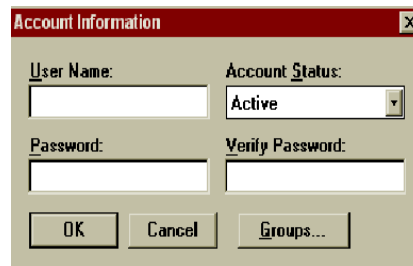 Account Information
User Name: Account Status:
Active
Password: Verify Password:
OK Cancel Groups...